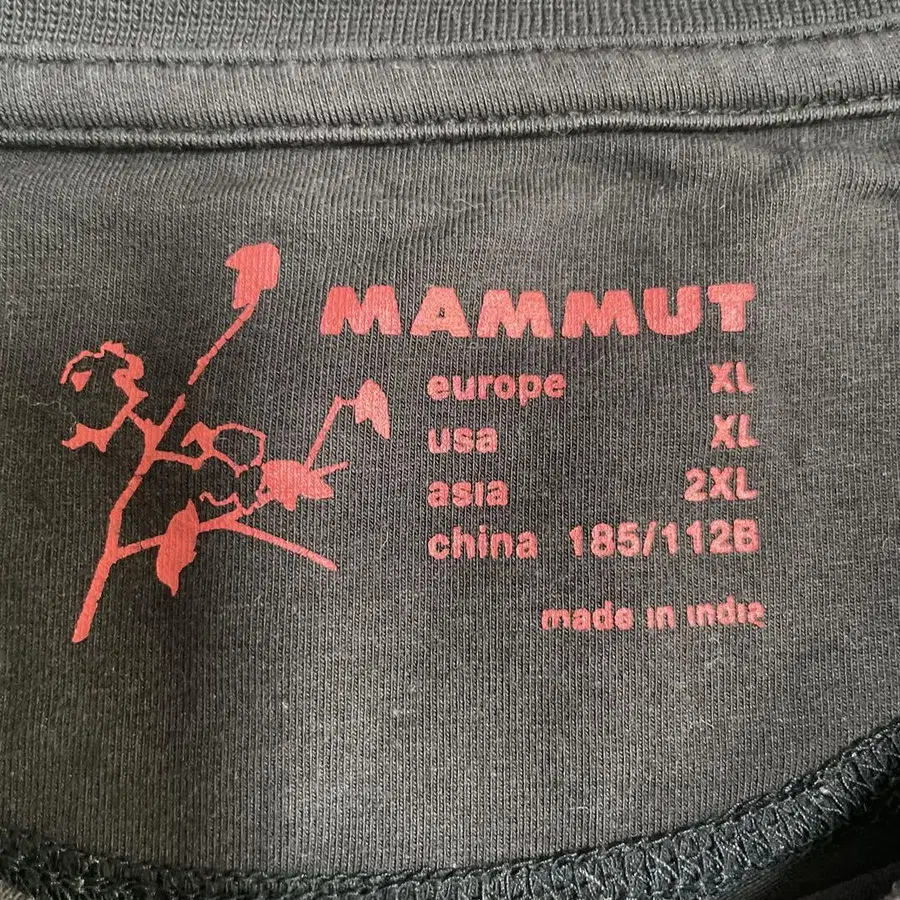 MAMMUT
europe XL
usa XL
asia 2XL
china 185/112B
made in india